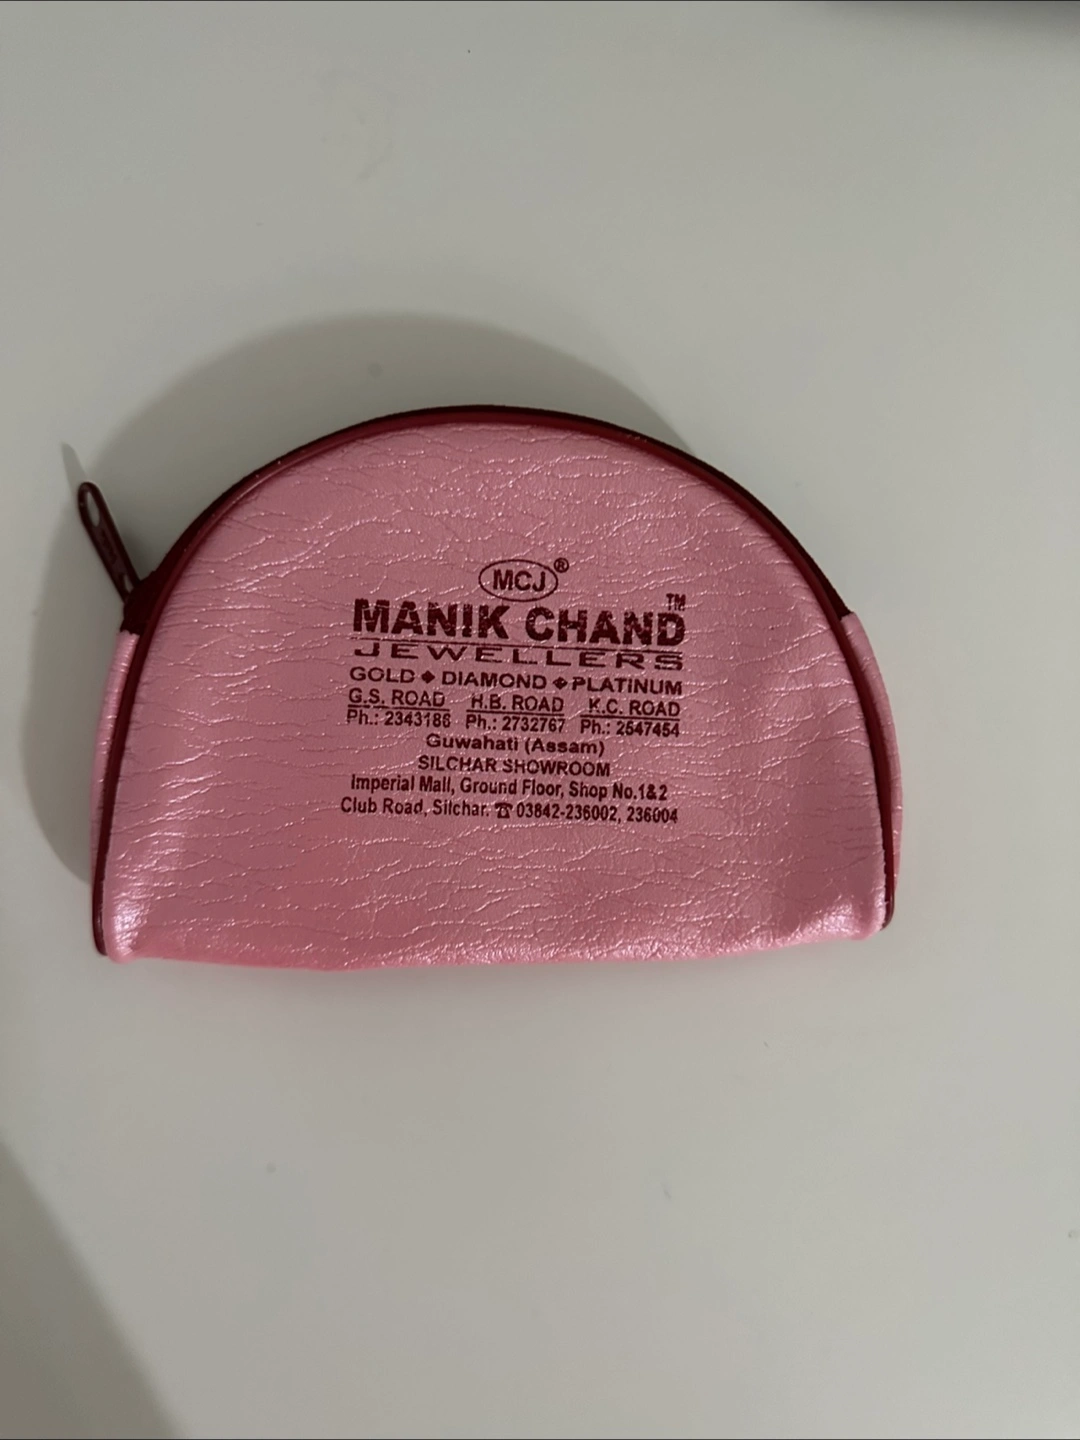 MCJ®
MANIK CHAND™
JEWELLERS
GOLD ◆ DIAMOND ◆ PLATINUM
G.S. ROAD H.B. ROAD K.C. ROAD
Ph.: 2343186 Ph.: 2732767 Ph.: 2547454
Guwahati (Assam)
SILCHAR SHOWROOM
Imperial Mall, Ground Floor, Shop No.1&2
Club Road, Silchar. ☎ 03842-236002, 236004